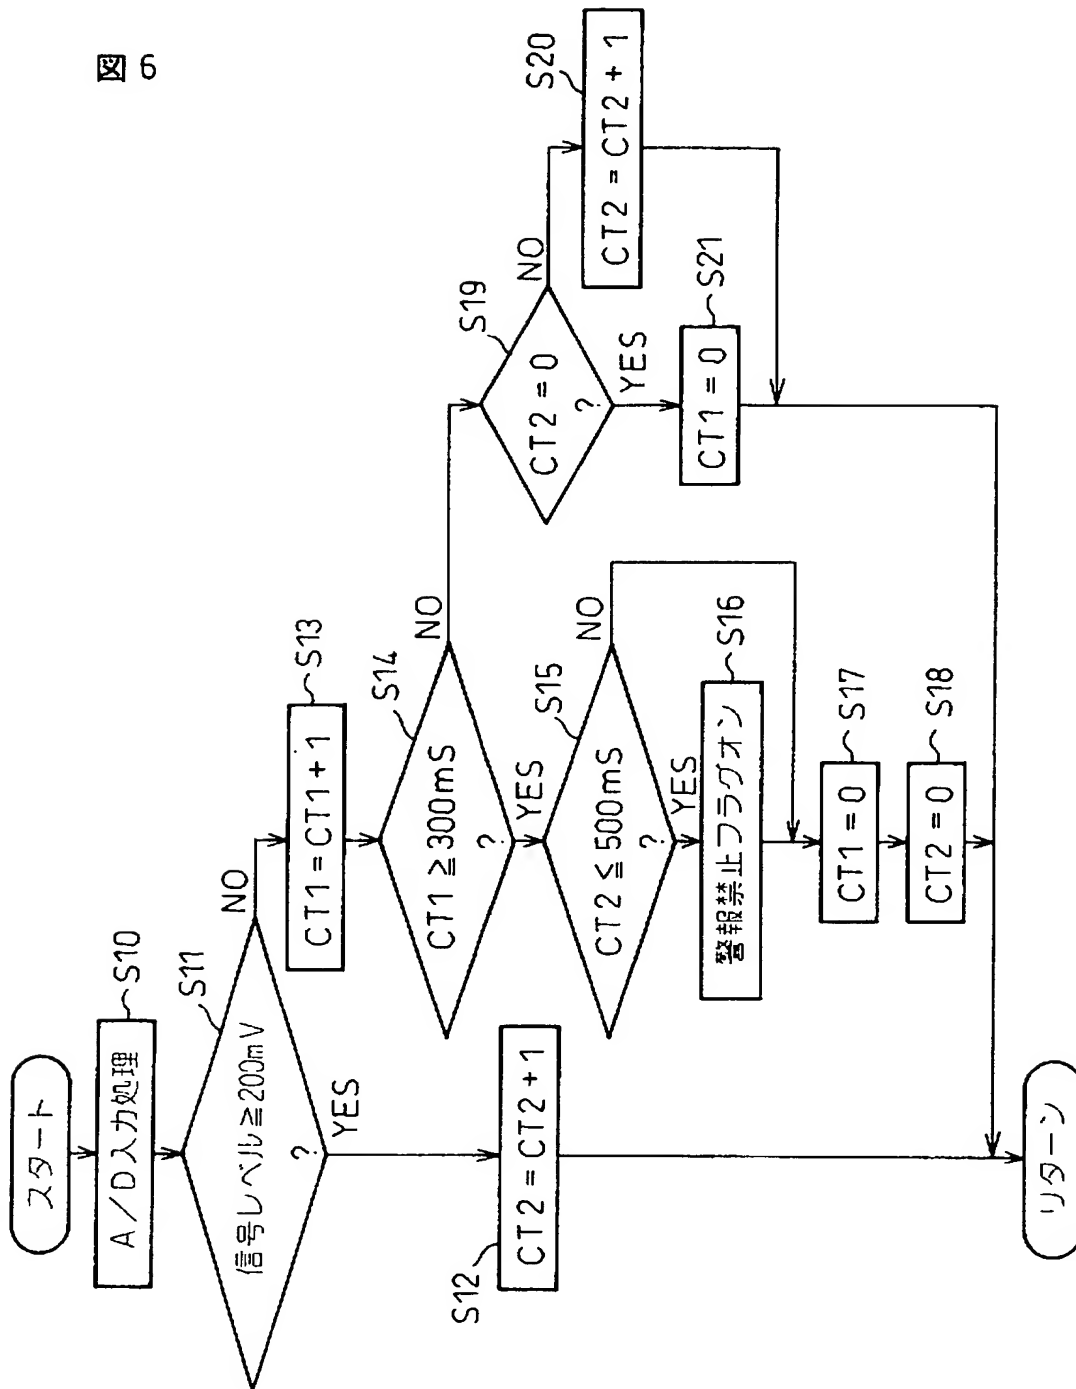 図 6
スタート
A/D入力処理
S10
信号レベル≧200mV
?
S11
YES
NO
CT2 = CT2 + 1
S12
CT1 = CT1 + 1
S13
CT1 ≧ 300mS
?
S14
YES
NO
CT2 ≦ 500mS
?
S15
YES
NO
警報禁止フラグオン
S16
CT1 = 0
S17
CT2 = 0
S18
CT2 = 0
?
S19
YES
NO
CT2 = CT2 + 1
S20
CT1 = 0
S21
リターン